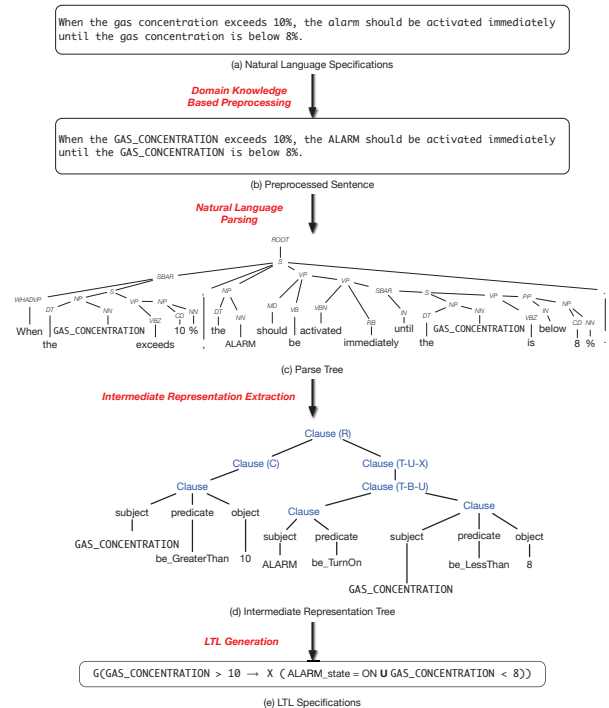 When the gas concentration exceeds 10%, the alarm should be activated immediately
until the gas concentration is below 8%.
(a) Natural Language Specifications
Domain Knowledge
Based Preprocessing
When the GAS_CONCENTRATION exceeds 10%, the ALARM should be activated immediately
until the GAS_CONCENTRATION is below 8%.
(b) Preprocessed Sentence
Natural Language
Parsing
ROOT
S
SBAR
WHADVP S NP VP VP SBAR S
DT NP NN VP NP DT NN MD VB VBN RB IN DT NP NN VP PP
VBZ CD NN VBZ IN NP CD NN
When GAS_CONCENTRATION 10 % , the should activated until GAS_CONCENTRATION below .
the exceeds ALARM be immediately the is 8 %
(c) Parse Tree
Intermediate Representation Extraction
Clause (R)
Clause (C) Clause (T-U-X)
Clause Clause (T-B-U)
subject predicate object Clause Clause
GAS_CONCENTRATION subject predicate subject predicate object
be_GreaterThan 10 ALARM be_TurnOn be_LessThan 8
GAS_CONCENTRATION
(d) Intermediate Representation Tree
LTL Generation
G(GAS_CONCENTRATION > 10 → X ( ALARM_state = ON U GAS_CONCENTRATION < 8))
(e) LTL Specifications